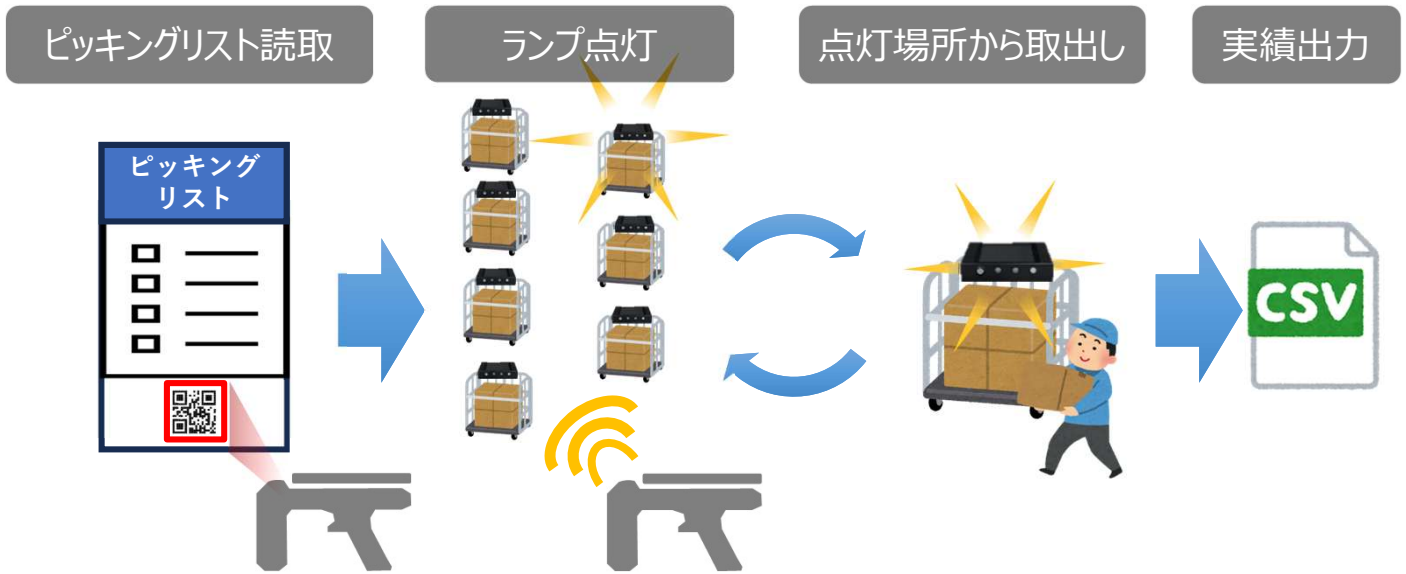 ピッキングリスト読取
ランプ点灯
点灯場所から取出し
実績出力
ピッキング
リスト
CSV